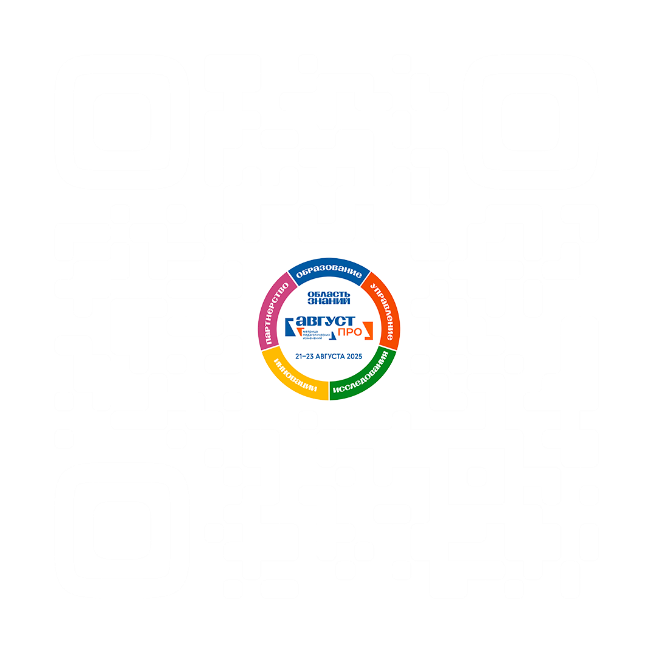 ОБРАЗОВАНИЕ
УПРАВЛЕНИЕ
ИССЛЕДОВАНИЯ
ИННОВАЦИИ
ПАРТНЕРСТВО
ОБЛАСТЬ
ЗНАНИЙ
АВГУСТ
ПРО
21–23 АВГУСТА 2025